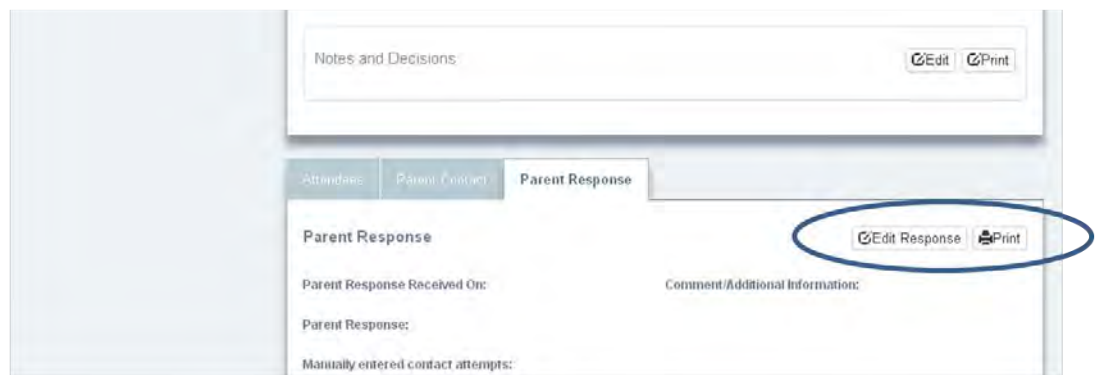 Notes and Decisions Edit Print
Attendees Parent Contact Parent Response
Parent Response Edit Response Print
Parent Response Received On: Comment/Additional Information:
Parent Response:
Manually entered contact attempts: